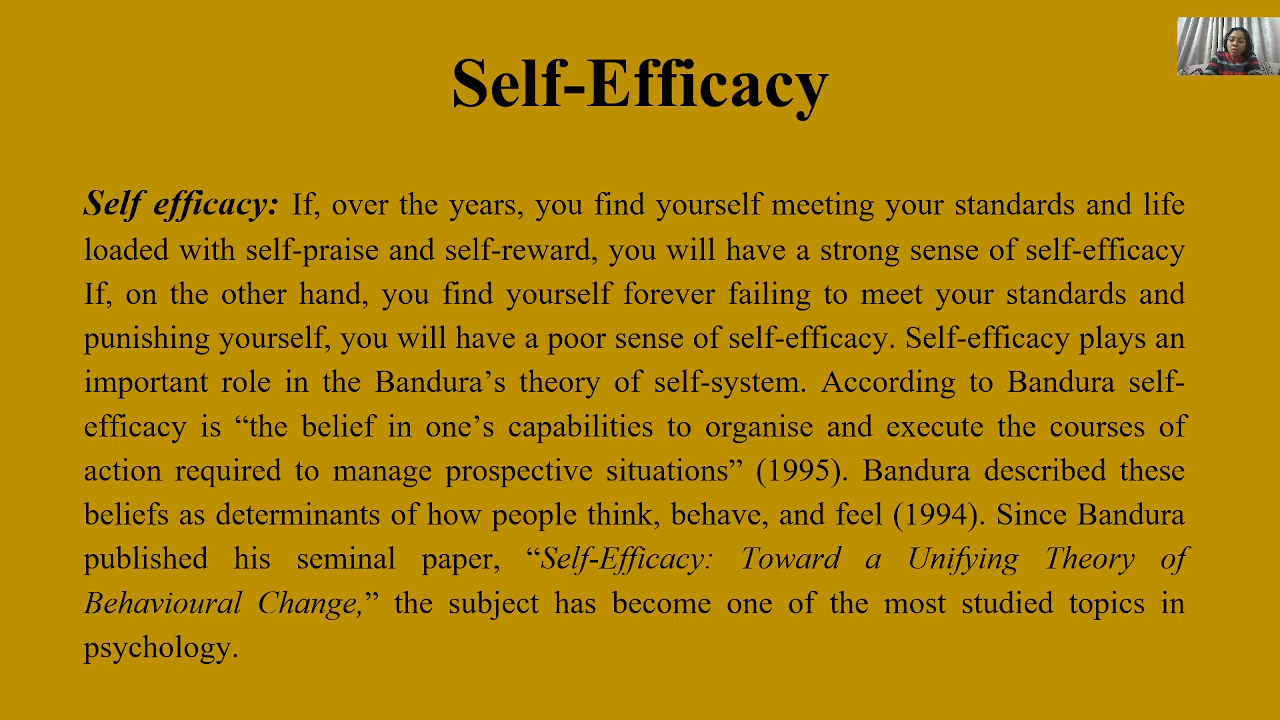 Self-Efficacy
Self efficacy: If, over the years, you find yourself meeting your standards and life
loaded with self-praise and self-reward, you will have a strong sense of self-efficacy
If, on the other hand, you find yourself forever failing to meet your standards and
punishing yourself, you will have a poor sense of self-efficacy. Self-efficacy plays an
important role in the Bandura’s theory of self-system. According to Bandura self-
efficacy is “the belief in one’s capabilities to organise and execute the courses of
action required to manage prospective situations” (1995). Bandura described these
beliefs as determinants of how people think, behave, and feel (1994). Since Bandura
published his seminal paper, “Self-Efficacy: Toward a Unifying Theory of
Behavioural Change,” the subject has become one of the most studied topics in
psychology.